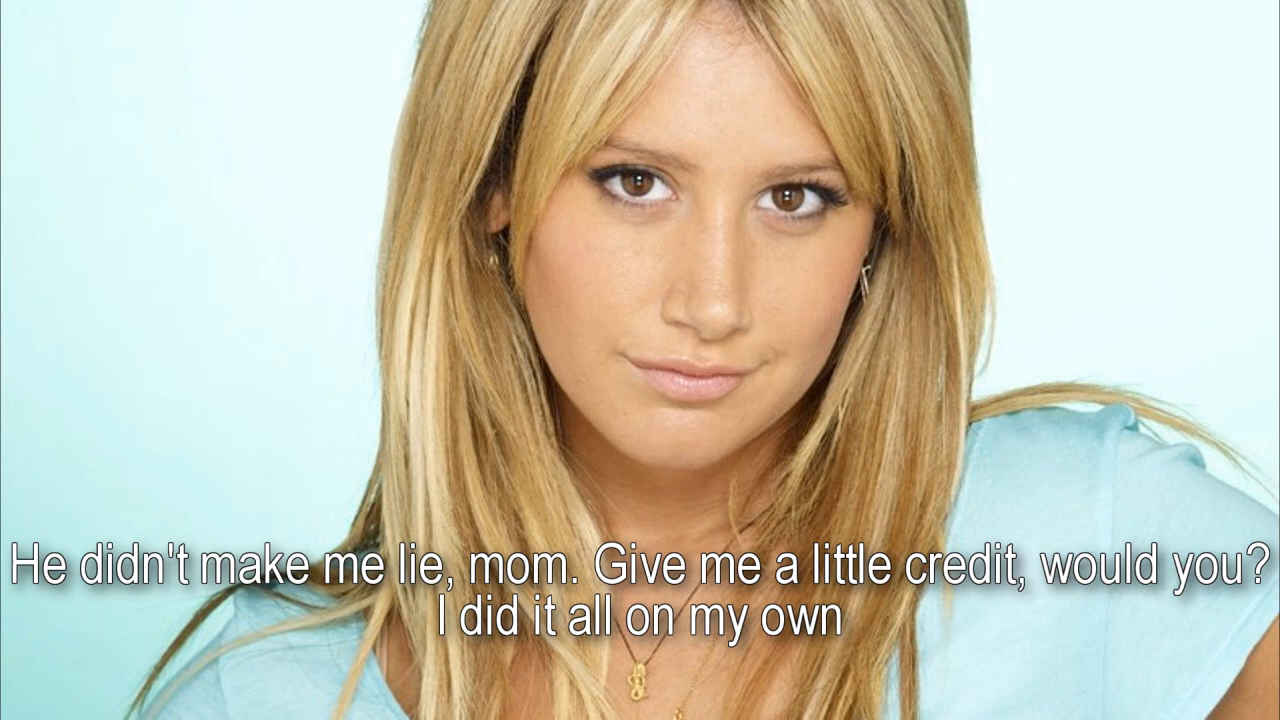 He didn't make me lie, mom. Give me a little credit, would you?
I did it all on my own